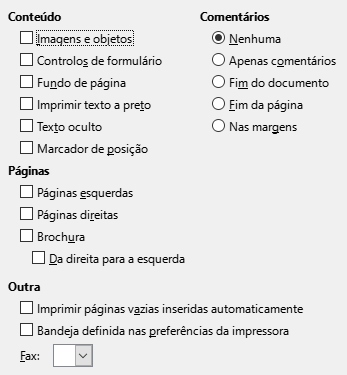 Conteúdo
Imagens e objetos
Controlos de formulário
Fundo de página
Imprimir texto a preto
Texto oculto
Marcador de posição
Comentários
Nenhuma
Apenas comentários
Fim do documento
Fim da página
Nas margens
Páginas
Páginas esquerdas
Páginas direitas
Brochura
Da direita para a esquerda
Outra
Imprimir páginas vazias inseridas automaticamente
Bandeja definida nas preferências da impressora
Fax: